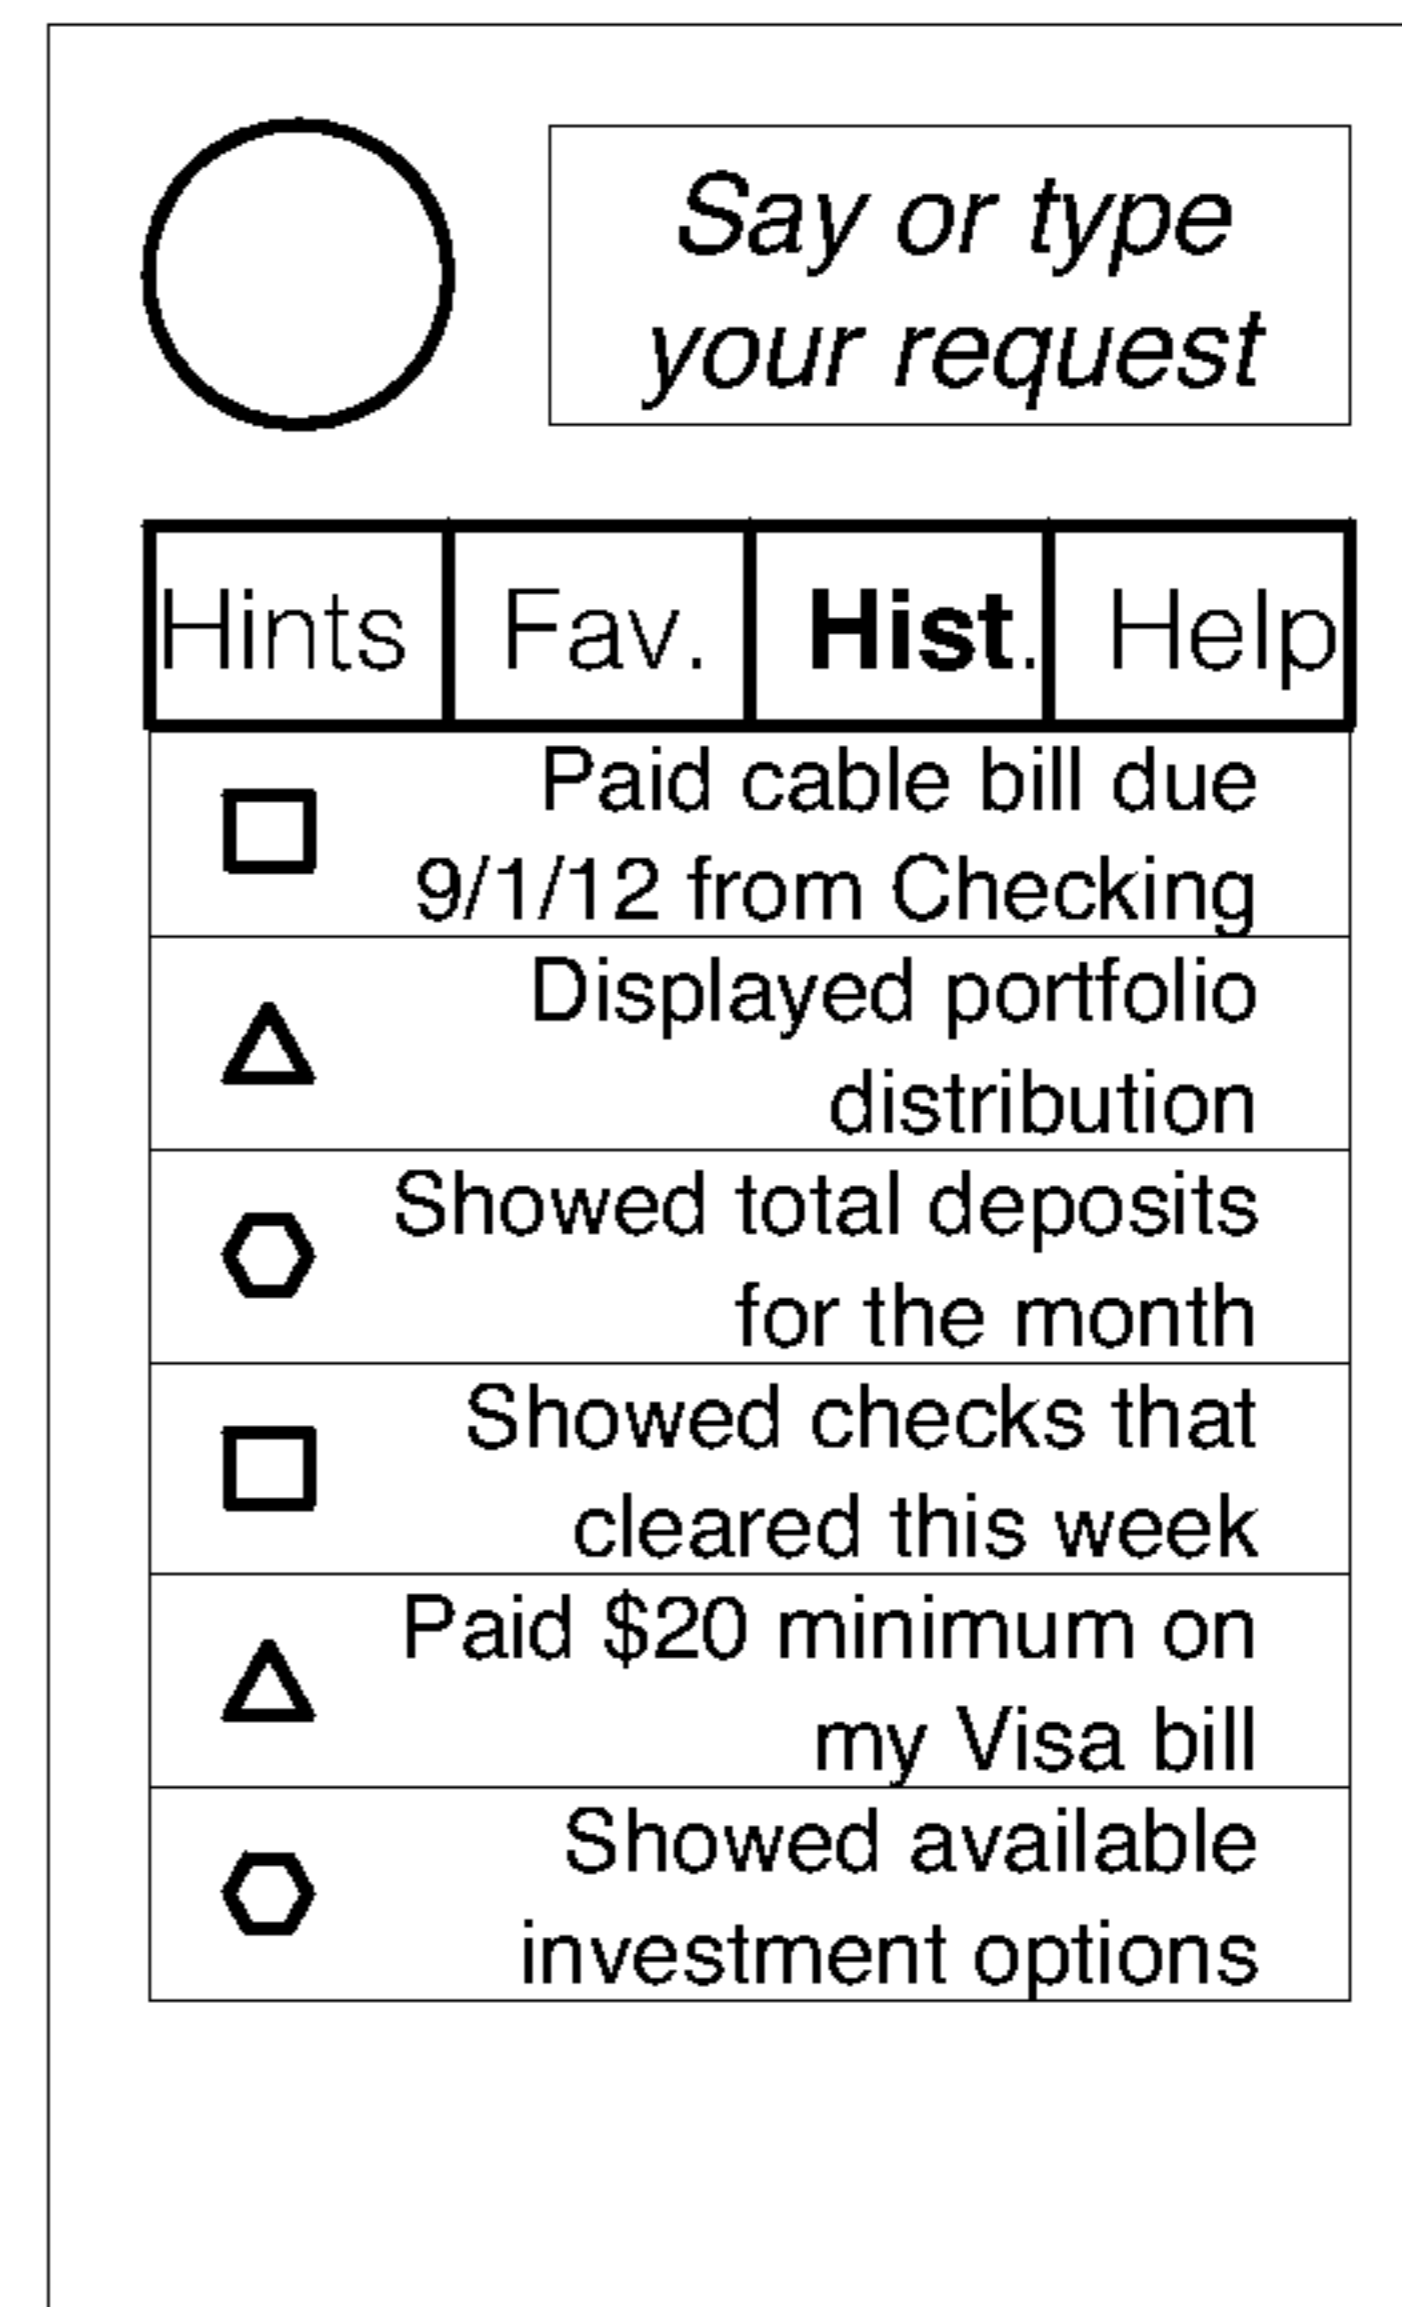 Say or type
your request
Hints Fav. Hist. Help
Paid cable bill due
9/1/12 from Checking
Displayed portfolio
distribution
Showed total deposits
for the month
Showed checks that
cleared this week
Paid $20 minimum on
my Visa bill
Showed available
investment options